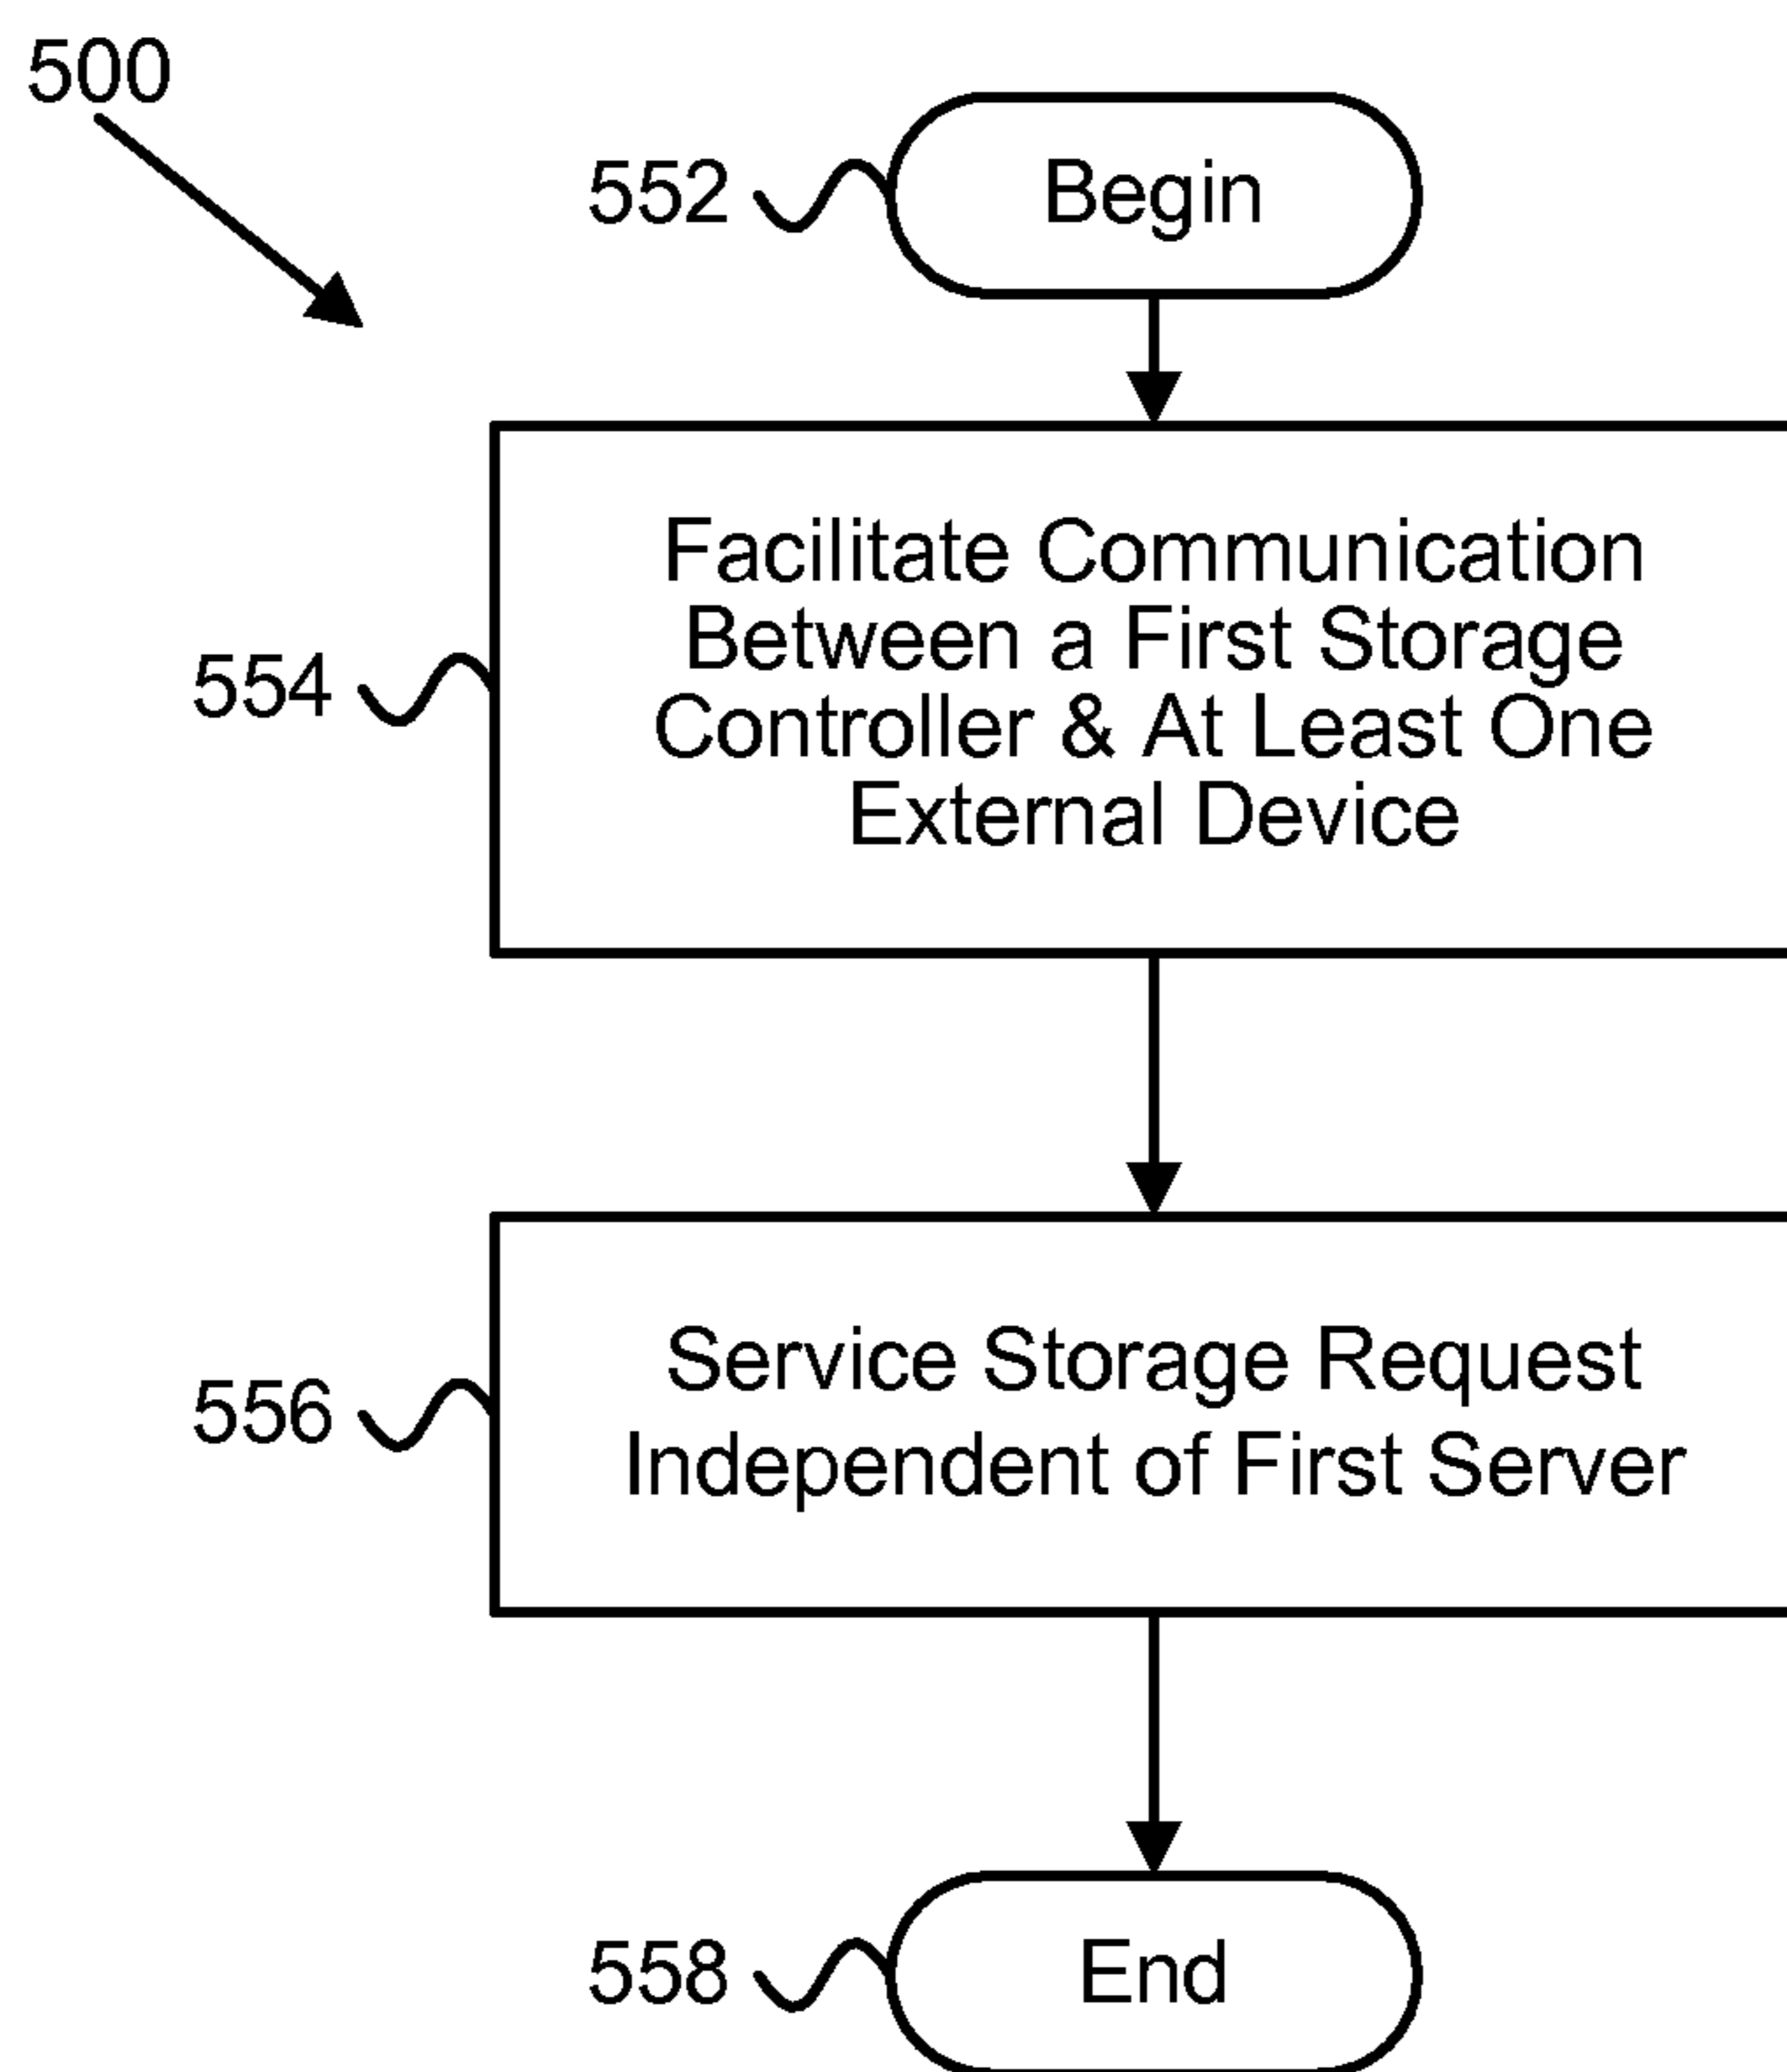 500
552
Begin
554
Facilitate Communication
Between a First Storage
Controller & At Least One
External Device
556
Service Storage Request
Independent of First Server
558
End